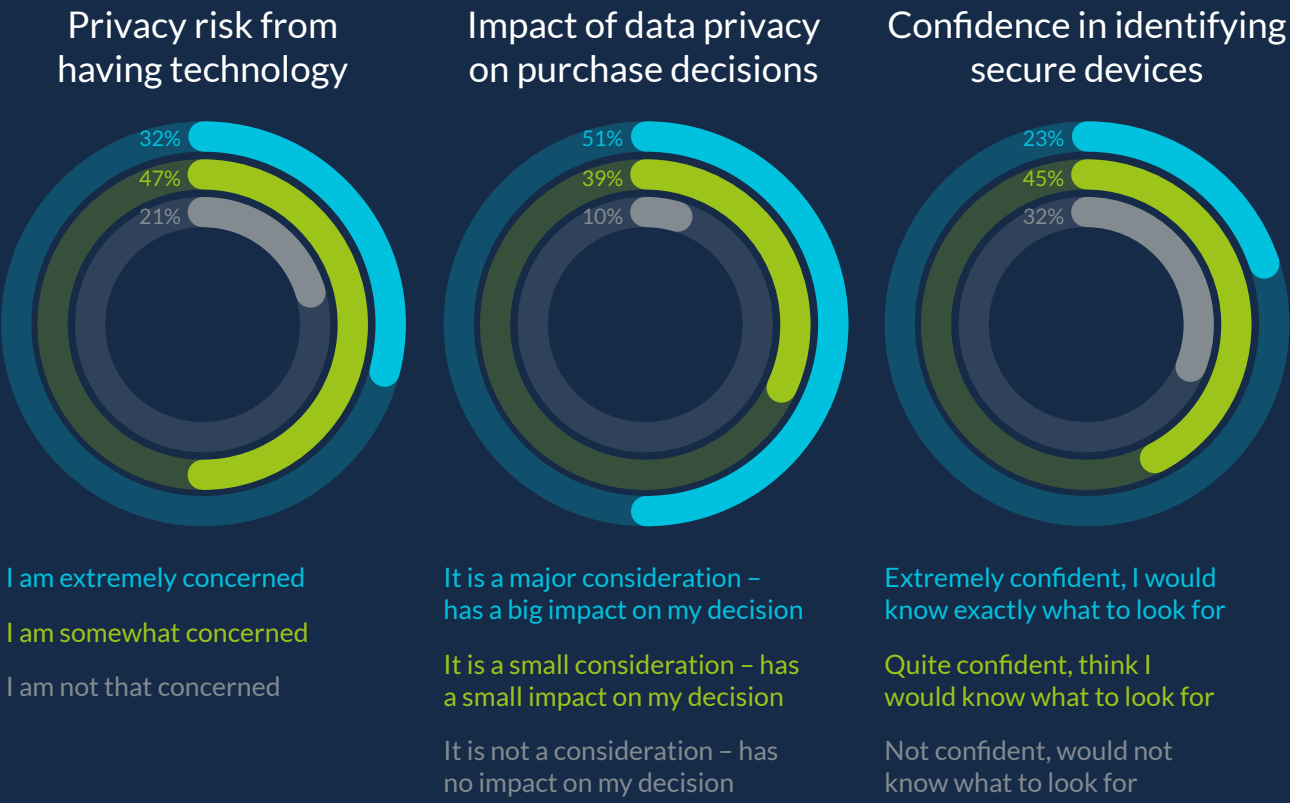 Privacy risk from
having technology
32%
47%
21%
I am extremely concerned
I am somewhat concerned
I am not that concerned
Impact of data privacy
on purchase decisions
51%
39%
10%
It is a major consideration –
has a big impact on my decision
It is a small consideration – has
a small impact on my decision
It is not a consideration – has
no impact on my decision
Confidence in identifying
secure devices
23%
45%
32%
Extremely confident, I would
know exactly what to look for
Quite confident, think I
would know what to look for
Not confident, would not
know what to look for